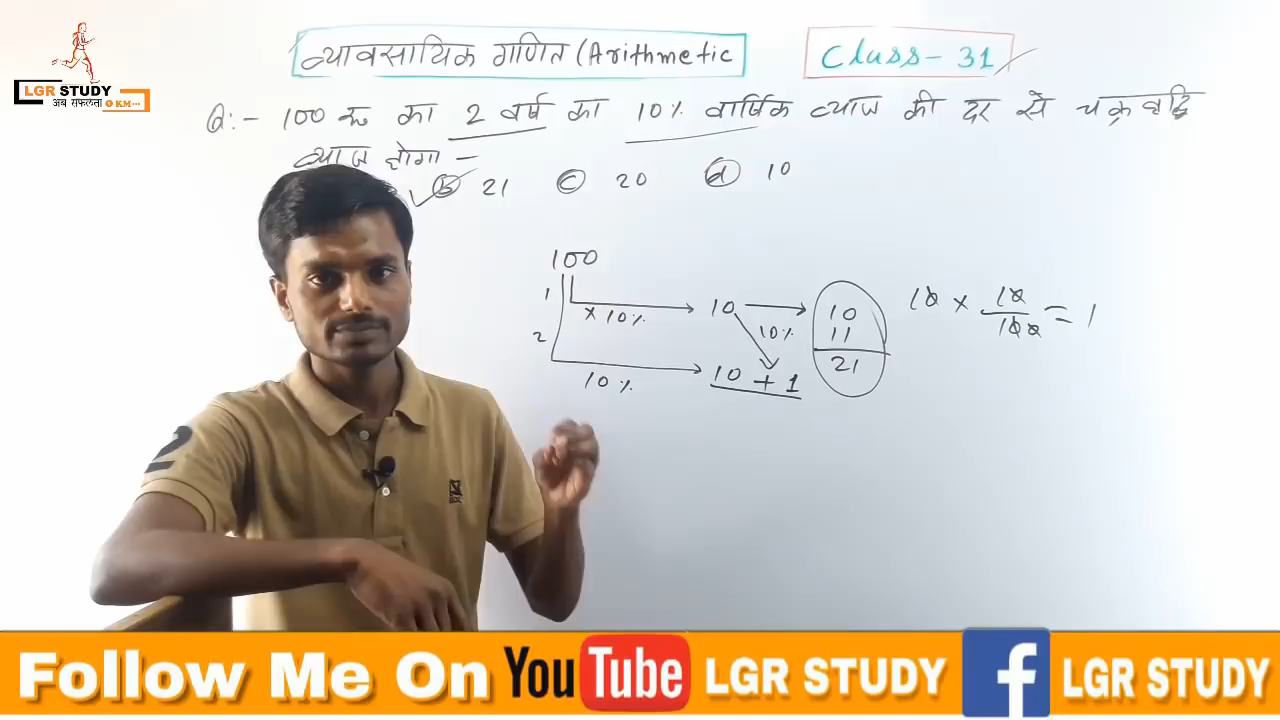 व्यावसायिक गणित (Arithmetic
Class - 31
LGR STUDY
अब सफलता 0 KM...
Q:- 100 रु का 2 वर्ष का 10% वार्षिक ब्याज की दर से चक्रवृद्धि
ब्याज होगा -
(b) 21 (c) 20 (d) 10
100
1 × 10% → 10 → 10
10% 11
2 10% → 10 + 1 21
10 × 10/100 = 1
2
Follow Me On YouTube LGR STUDY f LGR STUDY